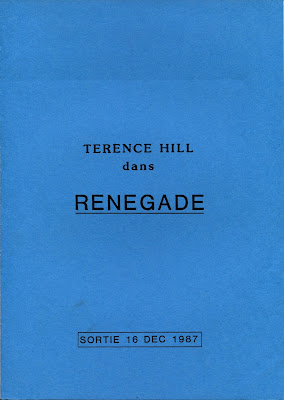 TERENCE HILL
dans
RENEGADE
SORTIE 16 DEC 1987